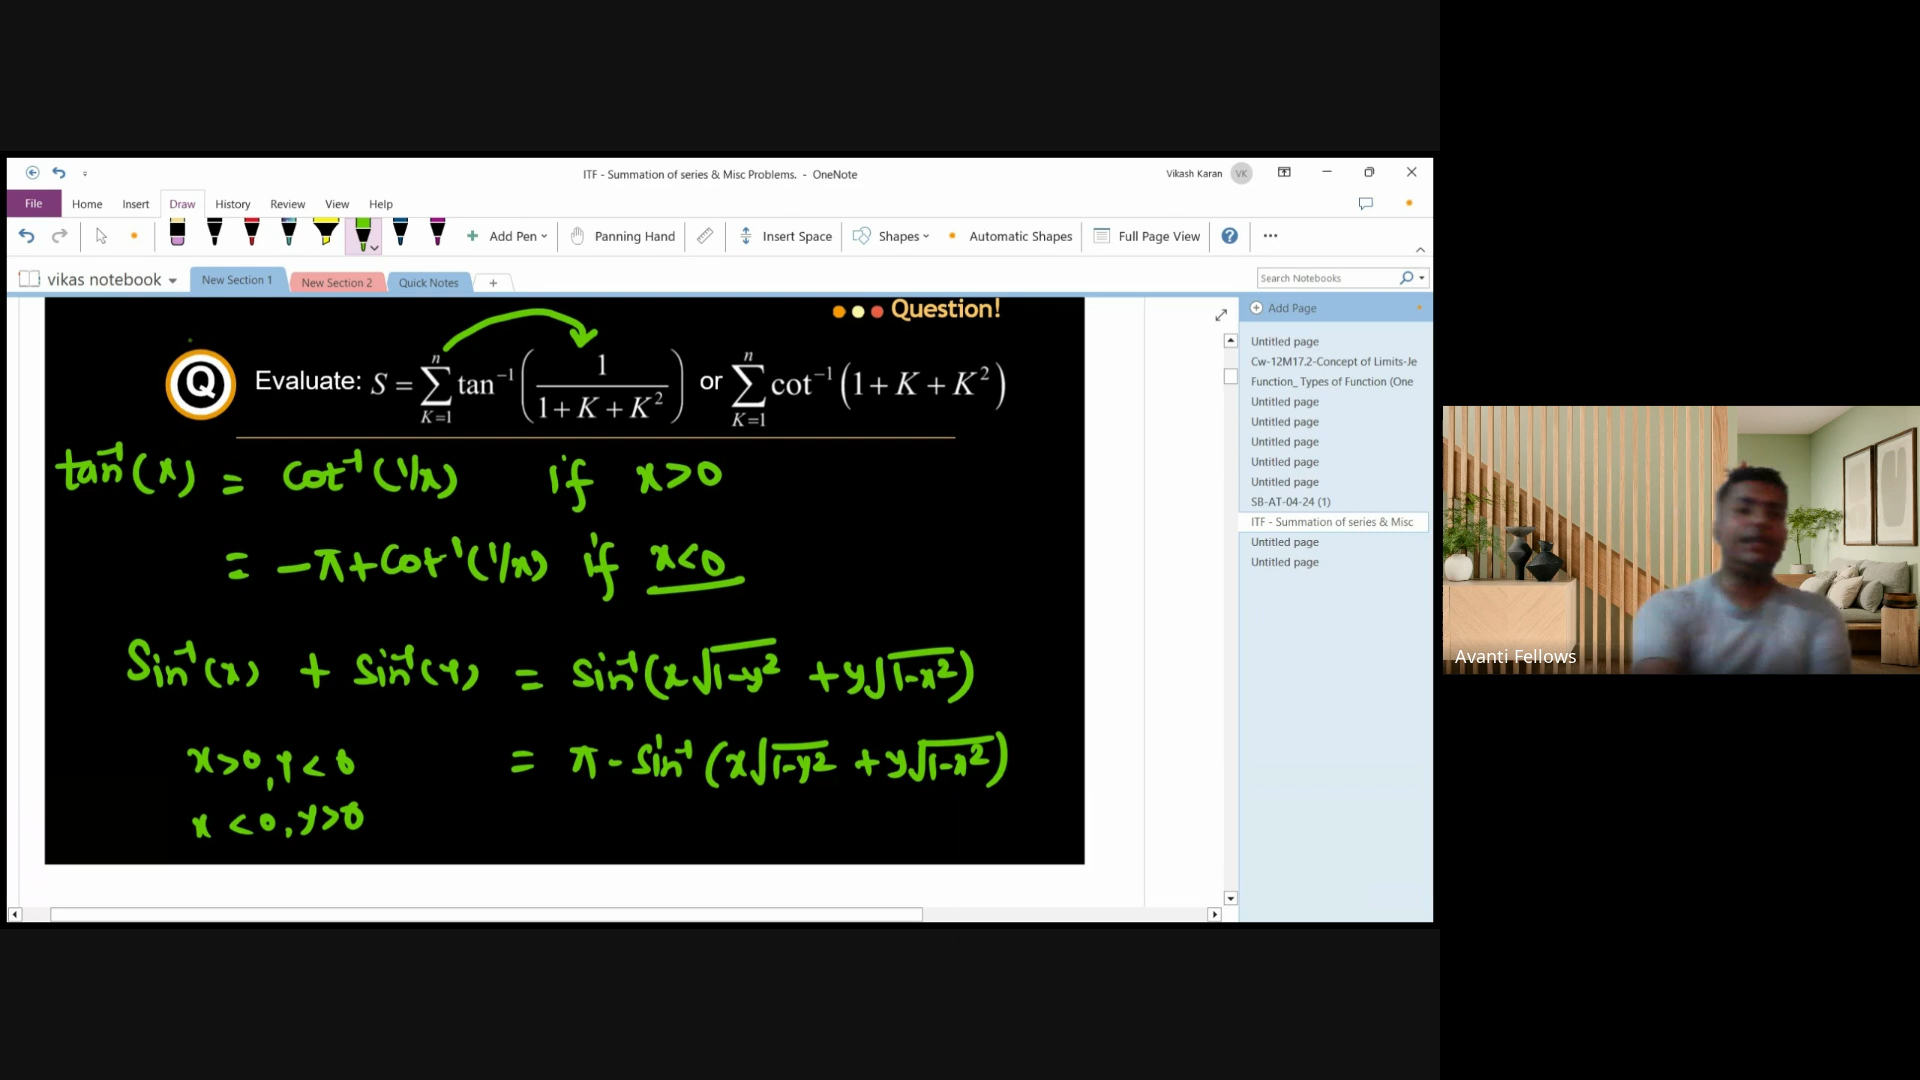 ITF - Summation of series & Misc Problems. - OneNote
Vikash Karan VK
File Home Insert Draw History Review View Help
Add Pen Panning Hand Insert Space Shapes Automatic Shapes Full Page View
vikas notebook New Section 1 New Section 2 Quick Notes +
Search Notebooks
Question!
Q Evaluate: S = ∑_{K=1}^{n} tan⁻¹(1/(1+K+K²)) or ∑_{K=1}^{n} cot⁻¹(1+K+K²)
tan⁻¹(x) = cot⁻¹(1/x) if x>0
= -π+cot⁻¹(1/x) if x<0
Sin⁻¹(x) + sin⁻¹(y) = sin⁻¹(x√1-y² + y√1-x²)
x>0, y<0 = π - sin⁻¹(x√1-y² + y√1-x²)
x<0, y>0
Add Page
Untitled page
Cw-12M17.2-Concept of Limits-Je
Function_ Types of Function (One
Untitled page
Untitled page
Untitled page
Untitled page
Untitled page
SB-AT-04-24 (1)
ITF - Summation of series & Misc
Untitled page
Untitled page
Avanti Fellows